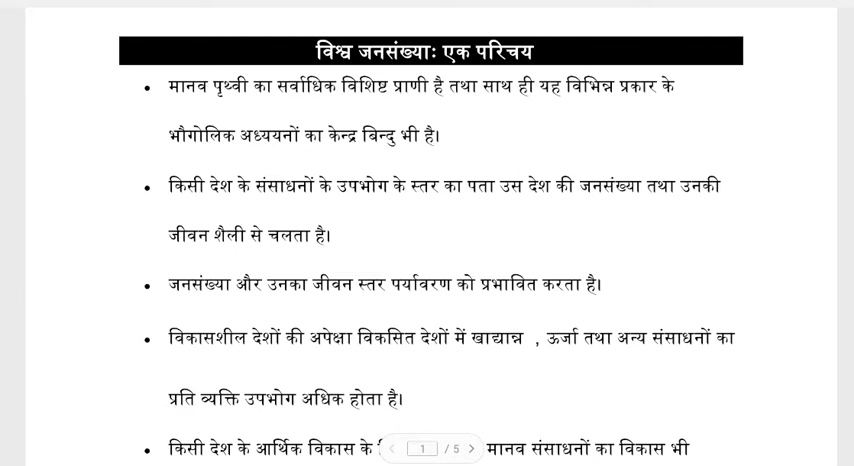 विश्व जनसंख्याः एक परिचय
• मानव पृथ्वी का सर्वाधिक विशिष्ट प्राणी है तथा साथ ही यह विभिन्न प्रकार के
भौगोलिक अध्ययनों का केन्द्र बिन्दु भी है।
• किसी देश के संसाधनों के उपभोग के स्तर का पता उस देश की जनसंख्या तथा उनकी
जीवन शैली से चलता है।
• जनसंख्या और उनका जीवन स्तर पर्यावरण को प्रभावित करता है।
• विकासशील देशों की अपेक्षा विकसित देशों में खाद्यान्न , ऊर्जा तथा अन्य संसाधनों का
प्रति व्यक्ति उपभोग अधिक होता है।
• किसी देश के आर्थिक विकास के मानव संसाधनों का विकास भी
< 1 / 5 >